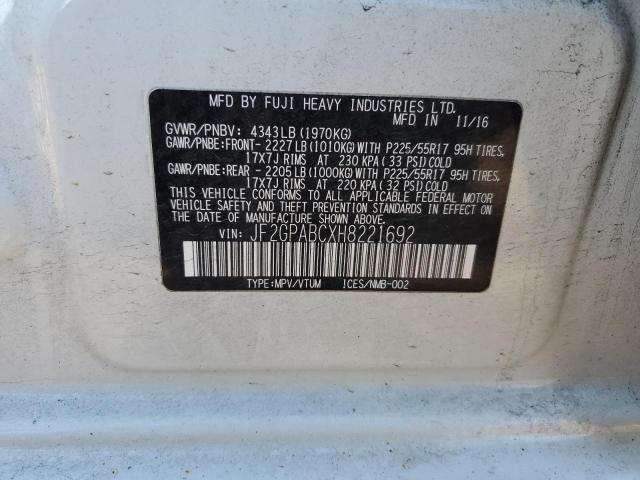 MFD BY FUJI HEAVY INDUSTRIES LTD.
MFD IN 11/16
GVWR/PNBV: 4343LB(1970KG)
GAWR/PNBE:FRONT- 2227LB(1010KG)WITH P225/55R17 95H TIRES,
17X7J RIMS AT 230 KPA(33 PSI)COLD
GAWR/PNBE:REAR - 2205LB(1000KG)WITH P225/55R17 95H TIRES,
17X7J RIMS AT 220 KPA(32 PSI)COLD
THIS VEHICLE CONFORMS TO ALL APPLICABLE FEDERAL MOTOR
VEHICLE SAFETY AND THEFT PREVENTION STANDARDS IN
EFFECT ON THE DATE OF MANUFACTURE SHOWN ABOVE.
VIN: JF2GPABCXH8221692
TYPE:MPV/VTUM ICES/NMB-002